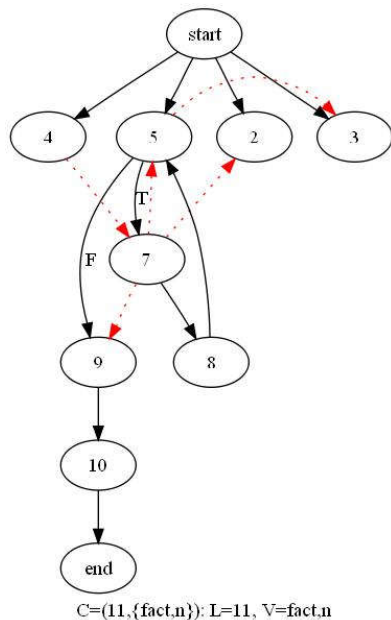 start
4
5
2
3
T
F
7
9
8
10
end
C=(11,{fact,n}): L=11, V=fact,n